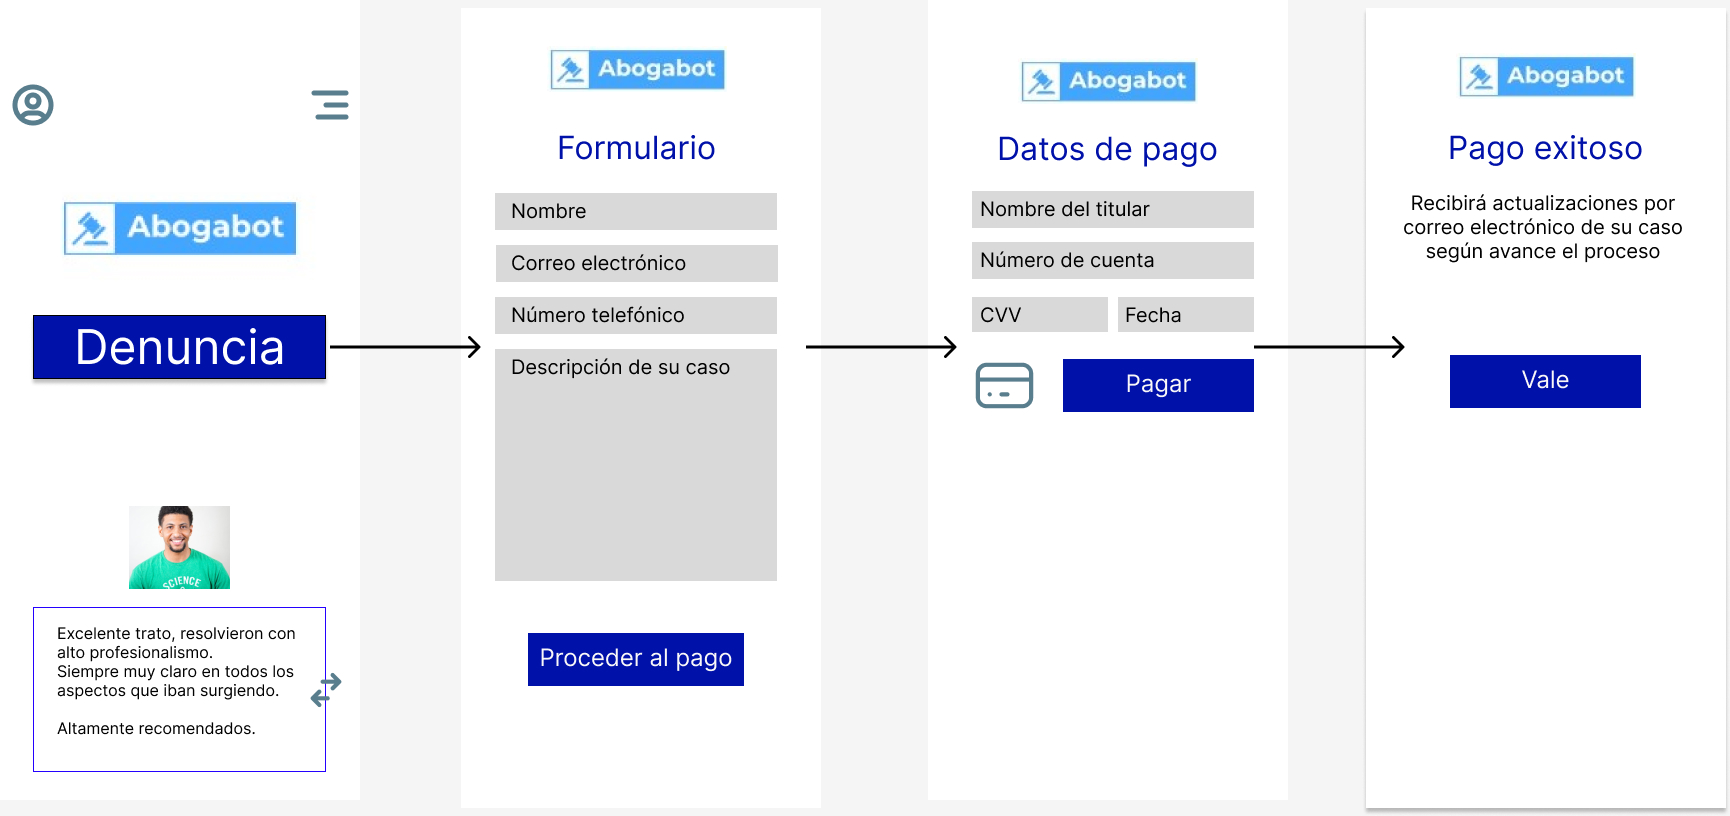 Abogabot
Denuncia
SCIENCE
Excelente trato, resolvieron con
alto profesionalismo.
Siempre muy claro en todos los
aspectos que iban surgiendo.
Altamente recomendados.
Abogabot
Formulario
Nombre
Correo electrónico
Número telefónico
Descripción de su caso
Proceder al pago
Abogabot
Datos de pago
Nombre del titular
Número de cuenta
CVV
Fecha
Pagar
Abogabot
Pago exitoso
Recibirá actualizaciones por
correo electrónico de su caso
según avance el proceso
Vale